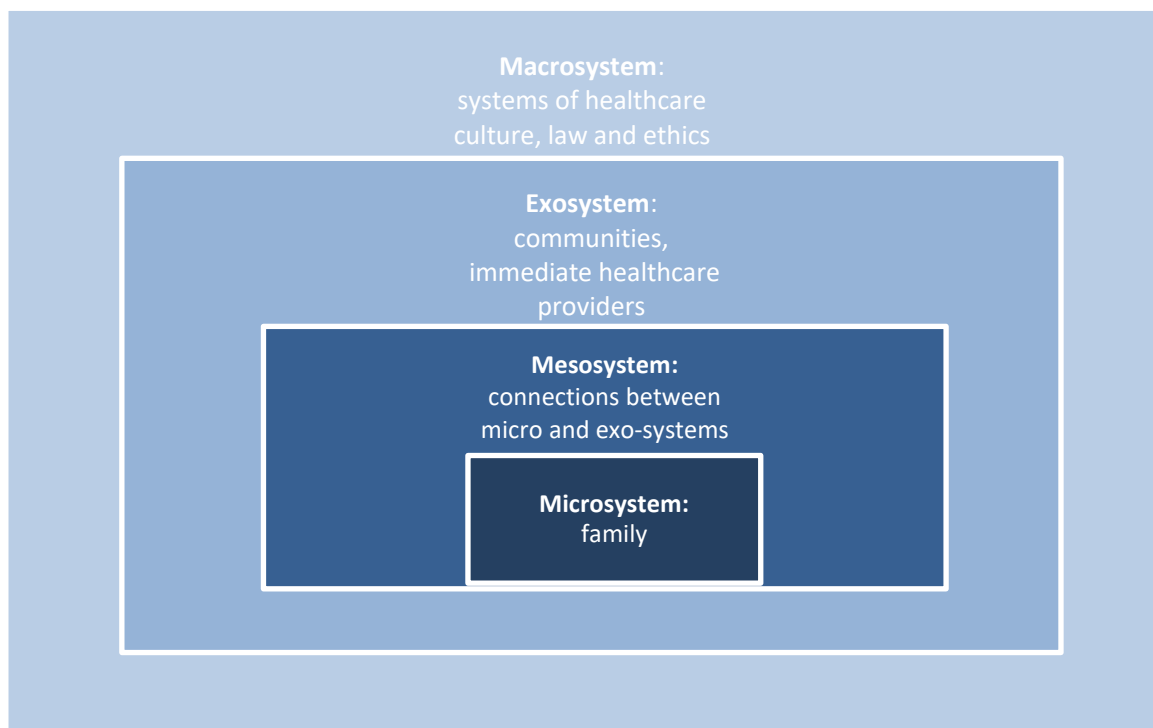 Macrosystem:
systems of healthcare
culture, law and ethics
Exosystem:
communities,
immediate healthcare
providers
Mesosystem:
connections between
micro and exo-systems
Microsystem:
family